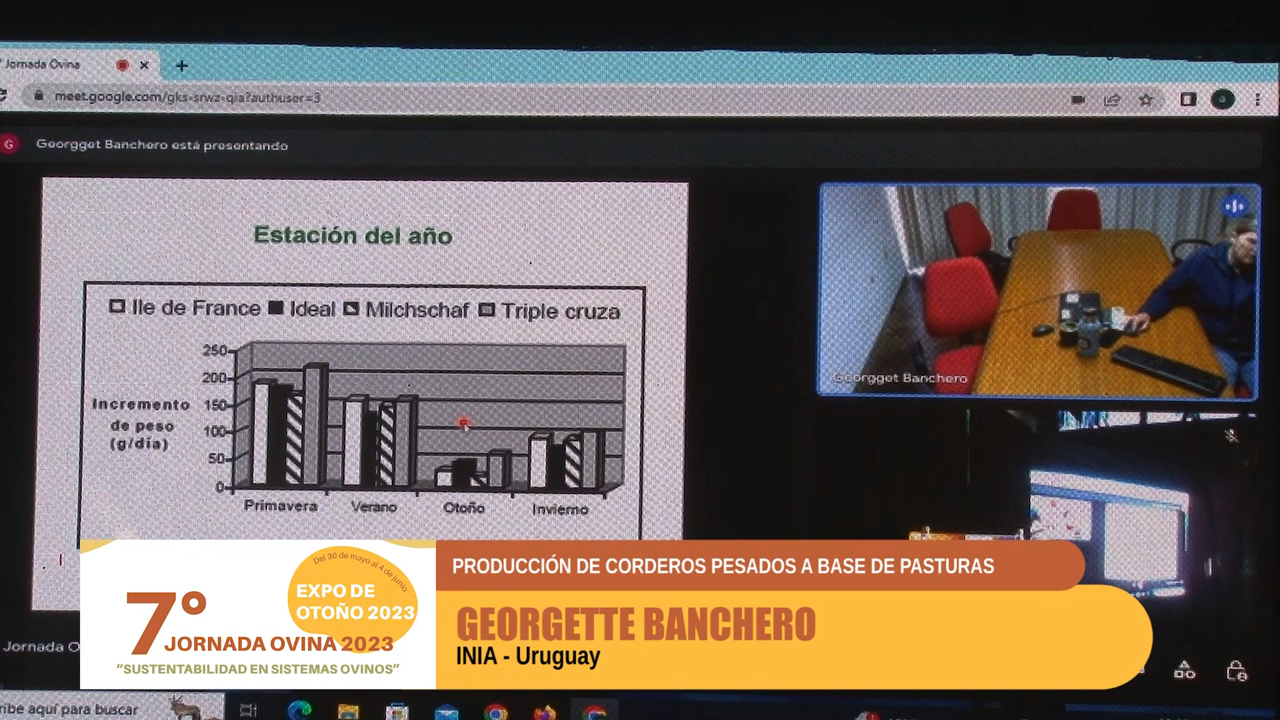 Jornada Ovina
meet.google.com/gks-srwz-qia?authuser=3
G
Georgget Banchero está presentando
Estación del año
Ile de France Ideal Milchschaf Triple cruza
250
200
150
100
50
0
Incremento
de peso
(g/día)
Primavera Verano Otoño Invierno
Georgget Banchero
Del 30 de mayo al 4 de junio
EXPO DE
OTOÑO 2023
7°
JORNADA OVINA 2023
“SUSTENTABILIDAD EN SISTEMAS OVINOS”
PRODUCCIÓN DE CORDEROS PESADOS A BASE DE PASTURAS
GEORGETTE BANCHERO
INIA - Uruguay
Jornada O
ribe aquí para buscar